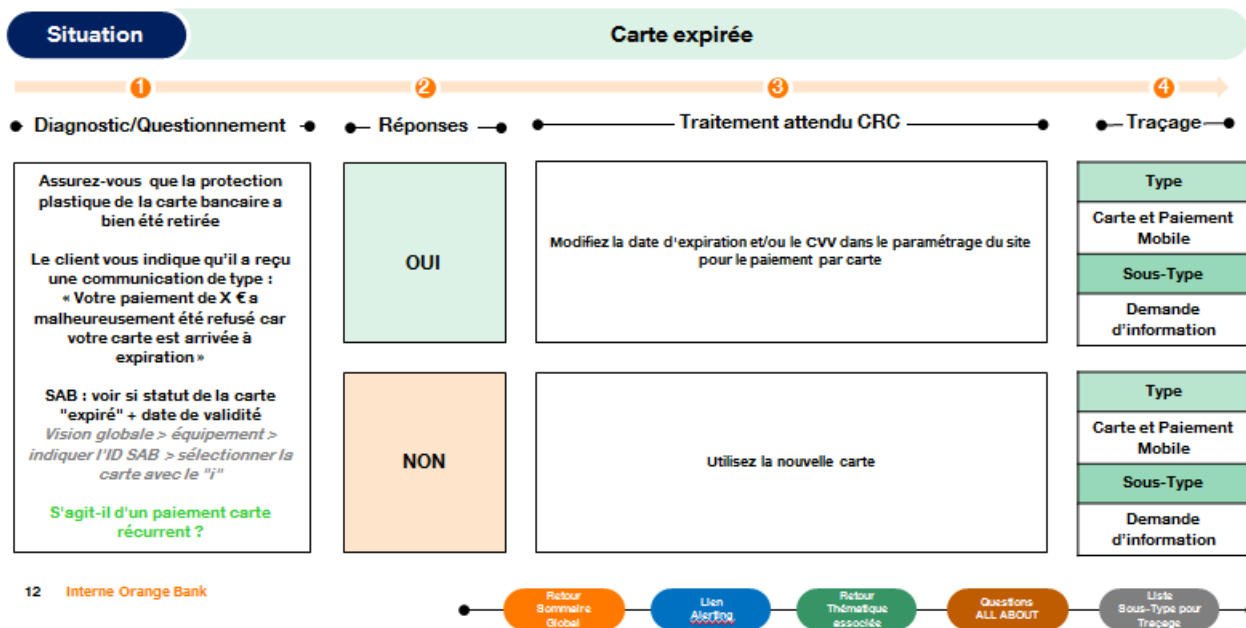 Situation
Carte expirée
1
2
3
4
Diagnostic/Questionnement
Réponses
Traitement attendu CRC
Traçage
Assurez-vous que la protection
plastique de la carte bancaire a
bien été retirée
Le client vous indique qu'il a reçu
une communication de type :
« Votre paiement de X € a
malheureusement été refusé car
votre carte est arrivée à
expiration »
SAB : voir si statut de la carte
"expiré" + date de validité
Vision globale > équipement >
indiquer l'ID SAB > sélectionner la
carte avec le "i"
S'agit-il d'un paiement carte
récurrent ?
OUI
Modifiez la date d'expiration et/ou le CVV dans le paramétrage du site
pour le paiement par carte
Type
Carte et Paiement
Mobile
Sous-Type
Demande
d'information
NON
Utilisez la nouvelle carte
Type
Carte et Paiement
Mobile
Sous-Type
Demande
d'information
12 Interne Orange Bank
Retour
Sommaire
Global
Lien
Alerting
Retour
Thématique
associée
Questions
ALL ABOUT
Liste
Sous-Type pour
Traçage